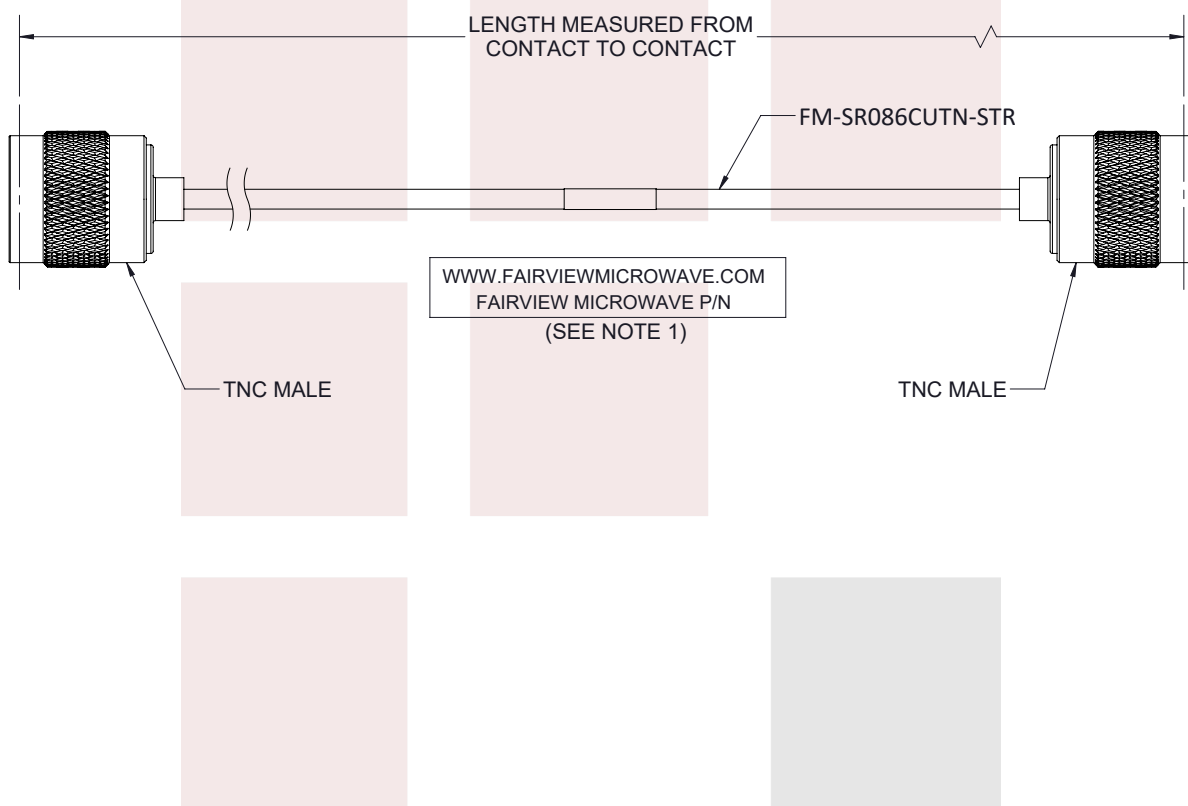 LENGTH MEASURED FROM
CONTACT TO CONTACT
FM-SR086CUTN-STR
WWW.FAIRVIEWMICROWAVE.COM
FAIRVIEW MICROWAVE P/N
(SEE NOTE 1)
TNC MALE
TNC MALE